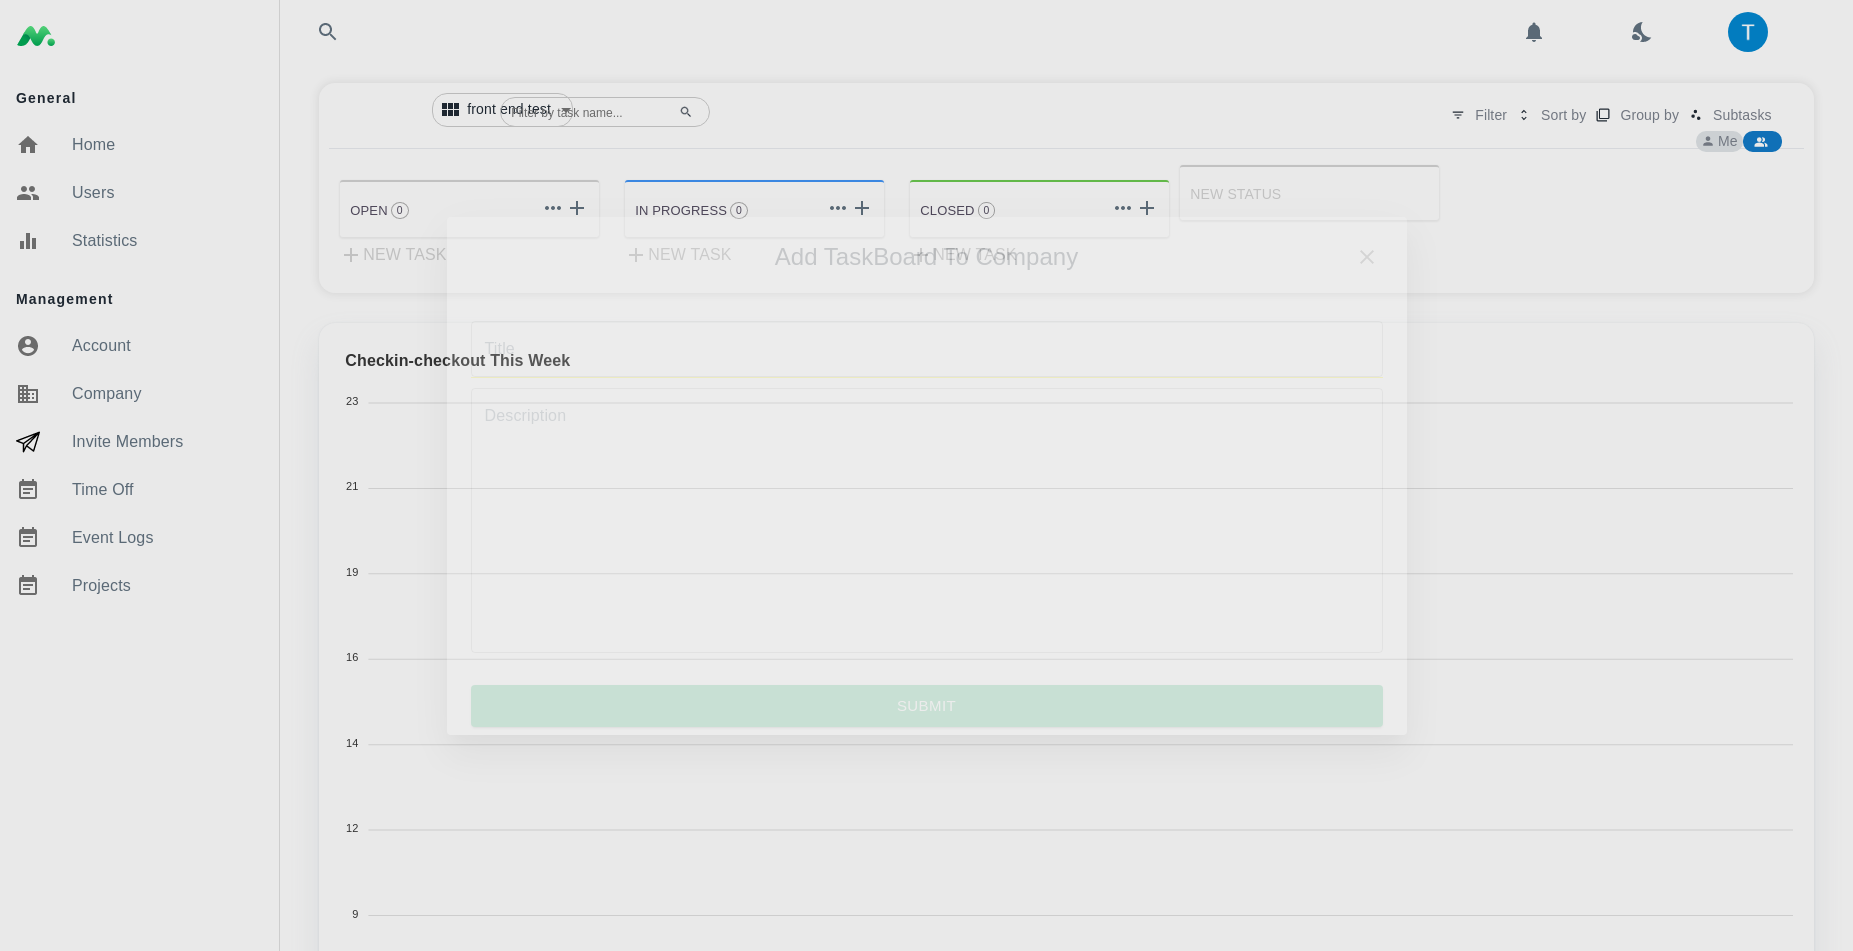 T
General
Home
Users
Statistics
Management
Account
Company
Invite Members
Time Off
Event Logs
Projects
front end test
Filter by task name...
Filter
Sort by
Group by
Subtasks
Me
OPEN 0
IN PROGRESS 0
CLOSED 0
NEW STATUS
NEW TASK
NEW TASK
NEW TASK
Add TaskBoard To Company
Title
Description
SUBMIT
Checkin-checkout This Week
23
21
19
16
14
12
9